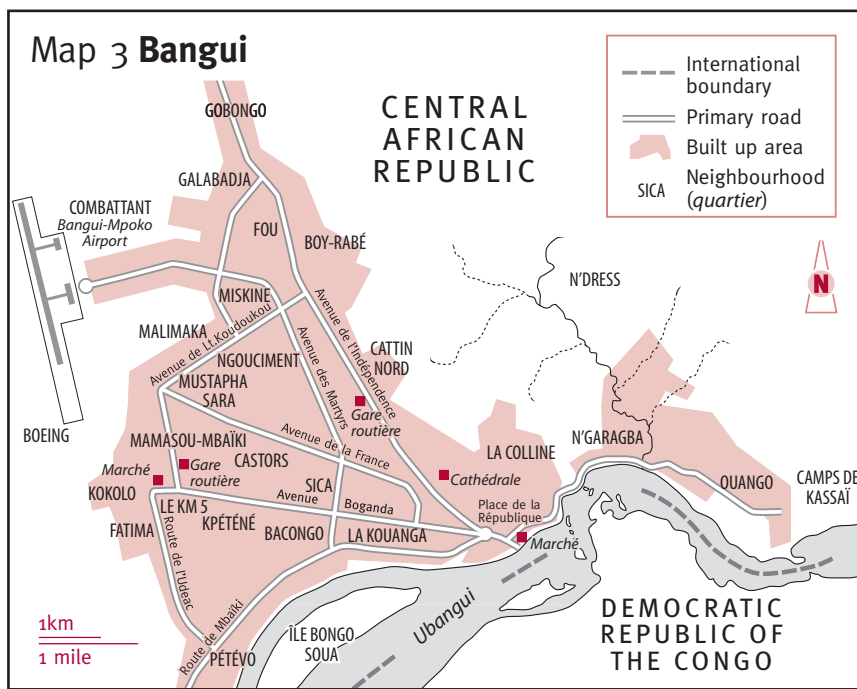 Map 3 Bangui
International
boundary
Primary road
Built up area
SICA
Neighbourhood
(quartier)
N
CENTRAL
AFRICAN
REPUBLIC
GOBONGO
GALABADJA
COMBATTANT
Bangui-Mpoko
Airport
FOU
BOY-RABÉ
N'DRESS
MISKINE
MALIMAKA
Avenue de Lt.Koudoukou
Avenue de l'Indépendence
NGOUCIMENT
Avenue des Martyrs
CATTIN
NORD
MUSTAPHA
SARA
Gare
routière
BOEING
MAMASOU-MBAÏKI
Avenue de la France
LA COLLINE
N'GARAGBA
Marché
Gare
routière
CASTORS
Cathédrale
OUANGO
CAMPS DE
KASSAÏ
KOKOLO
SICA
LE KM 5
Avenue Boganda
Place de la
République
FATIMA
KPÉTÉNÉ
BACONGO
LA KOUANGA
Marché
Route de l'Udeac
Ubangui
DEMOCRATIC
REPUBLIC OF
THE CONGO
1km
1 mile
Route de Mbaïki
ÎLE BONGO
SOUA
PÉTÉVO